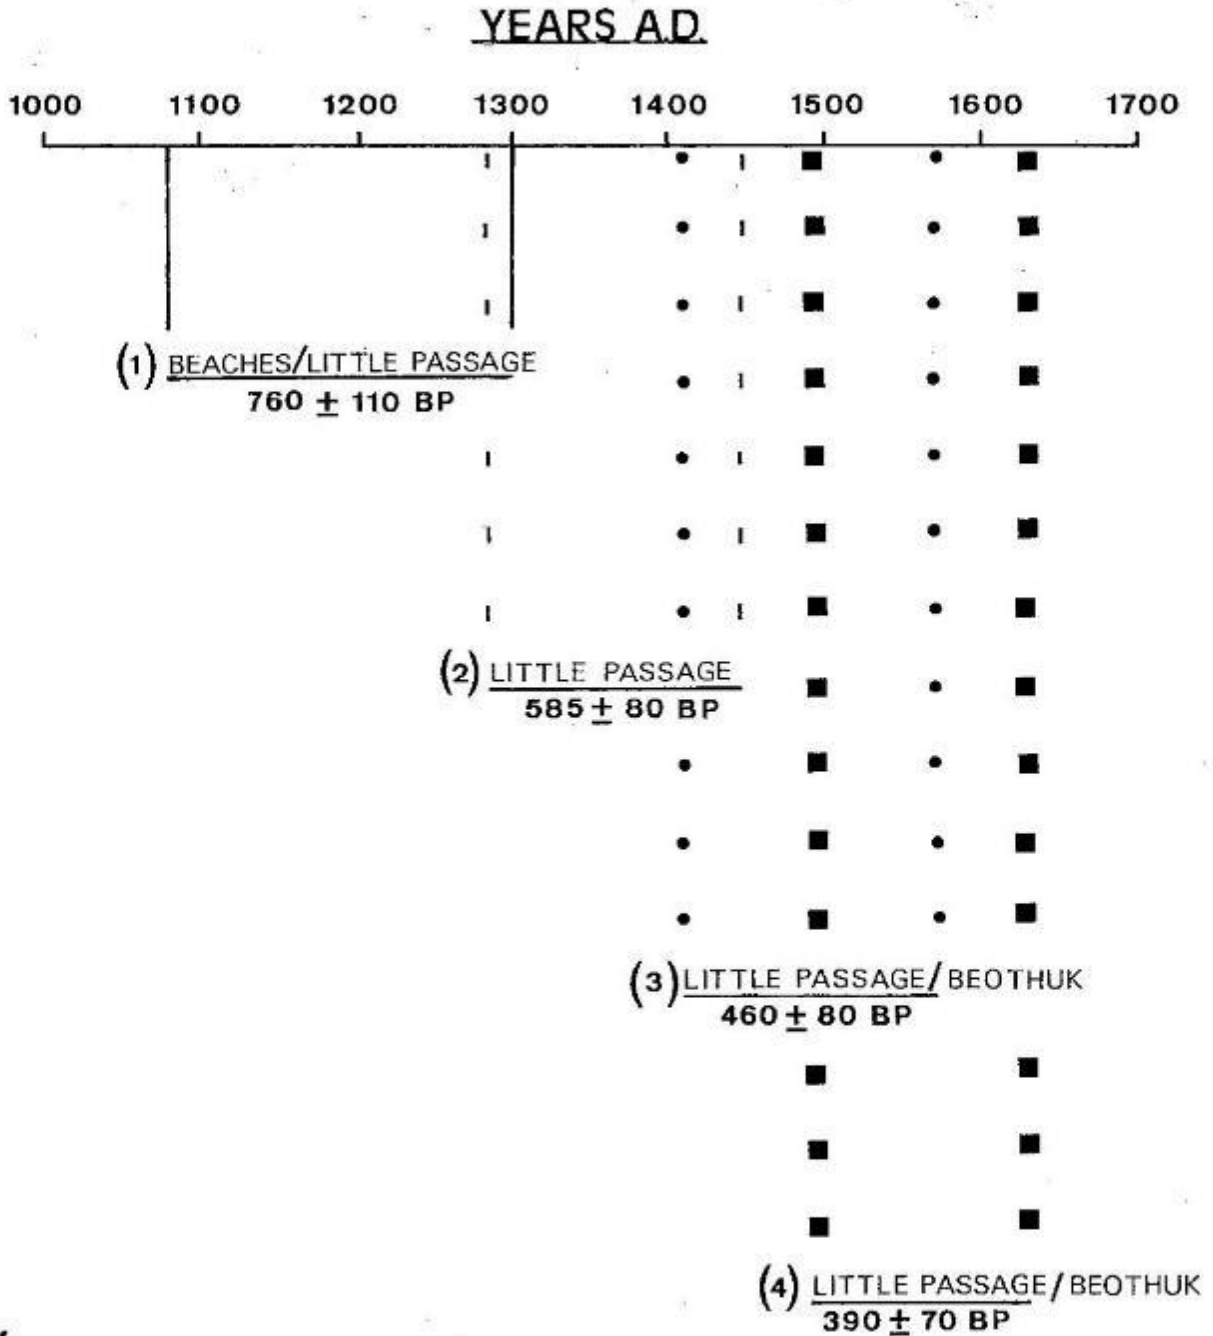 YEARS A.D.
1000 1100 1200 1300 1400 1500 1600 1700
(1) BEACHES/LITTLE PASSAGE
760 ± 110 BP
(2) LITTLE PASSAGE
585 ± 80 BP
(3) LITTLE PASSAGE/BEOTHUK
460 ± 80 BP
(4) LITTLE PASSAGE/BEOTHUK
390 ± 70 BP